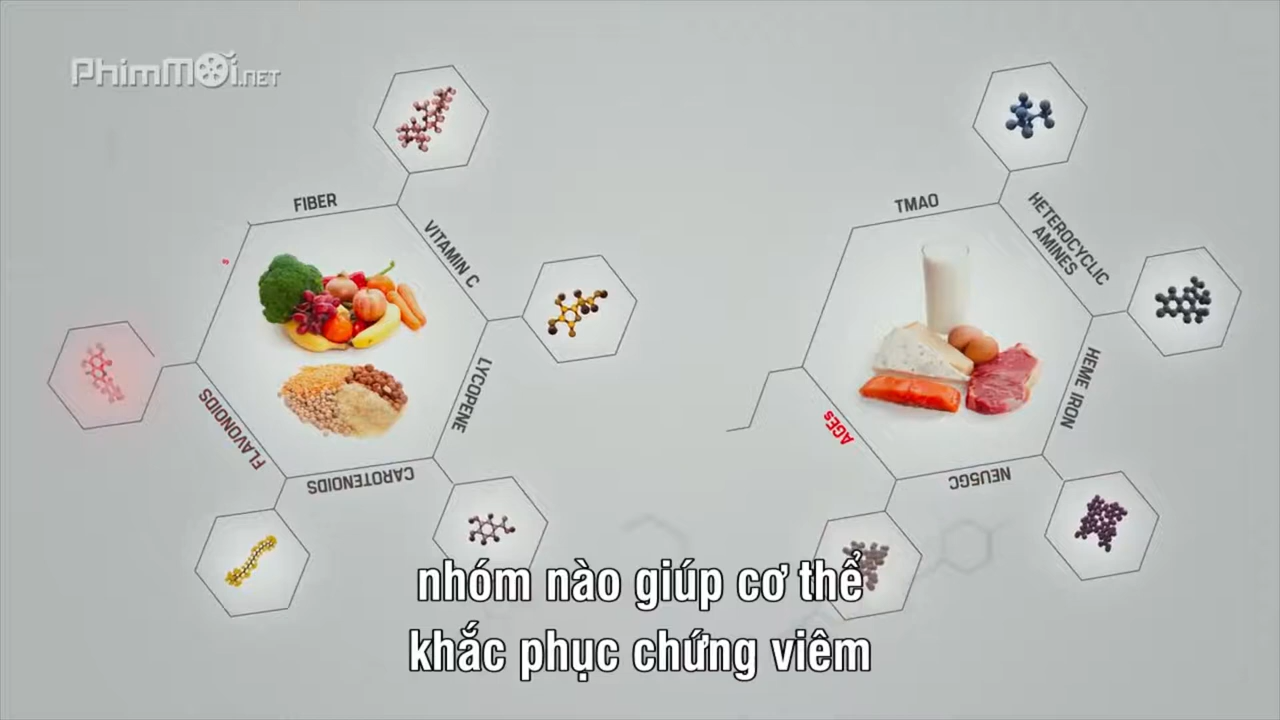 PhimMỡi.NET
FIBER
VITAMIN C
LYCOPENE
CAROTENOIDS
FLAVONOIDS
s
TMAO
HETEROCYCLIC
AMINES
HEME IRON
NEU5GC
AGEs
nhóm nào giúp cơ thể
khắc phục chứng viêm